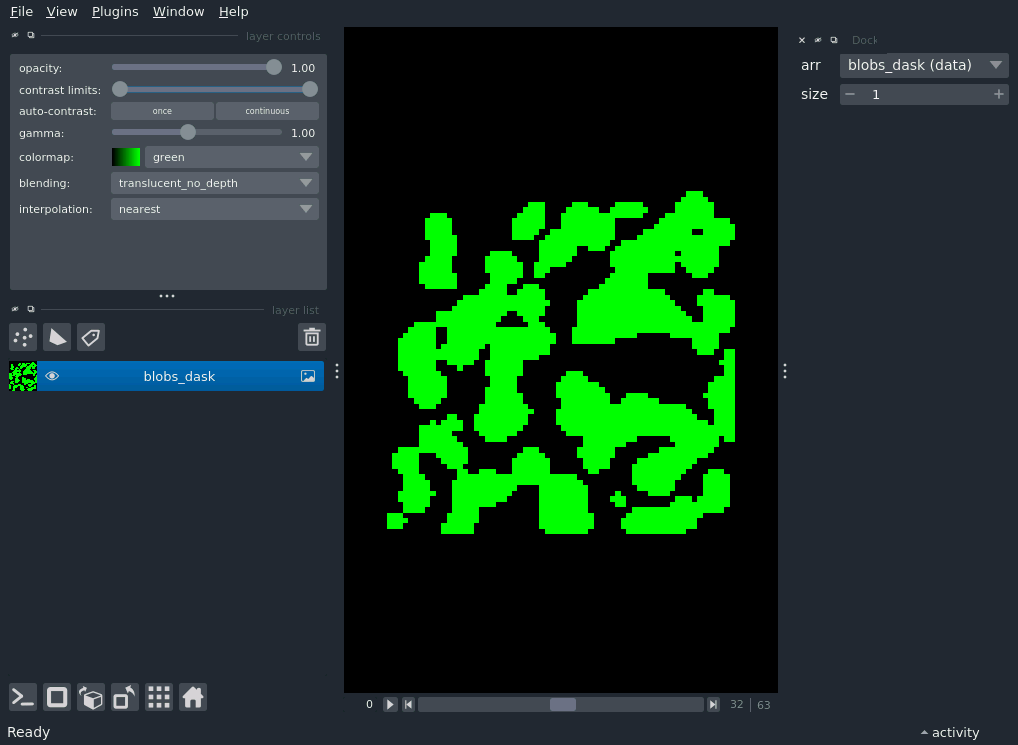 File View Plugins Window Help
layer controls
opacity: 1.00
contrast limits:
auto-contrast: once continuous
gamma: 1.00
colormap: green
blending: translucent_no_depth
interpolation: nearest
layer list
blobs_dask
0 32 63
Ready
Dock
arr blobs_dask (data)
size 1
activity